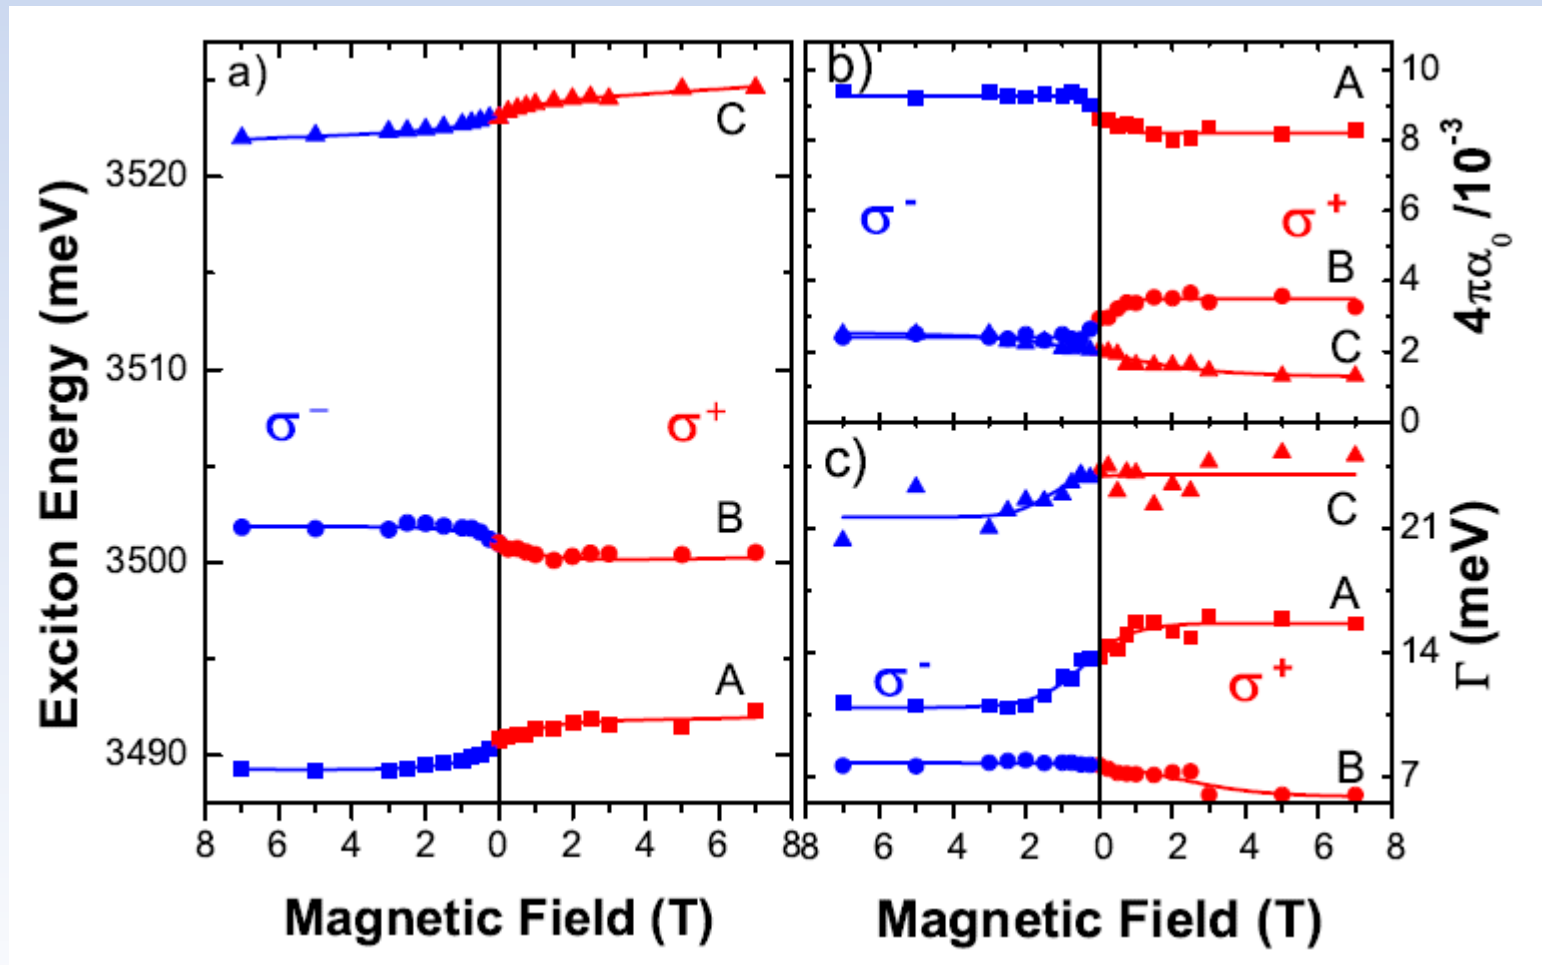 a)
C
3520
3510
σ⁻
σ⁺
B
3500
A
3490
8 6 4 2 0 2 4 6 8
Exciton Energy (meV)
Magnetic Field (T)
b)
A
10
8
σ⁻
σ⁺
6
B
4
C
2
0
4πα₀ /10⁻³
c)
C
21
A
14
σ⁻
σ⁺
B
7
Γ (meV)
6 4 2 0 2 4 6 8
Magnetic Field (T)